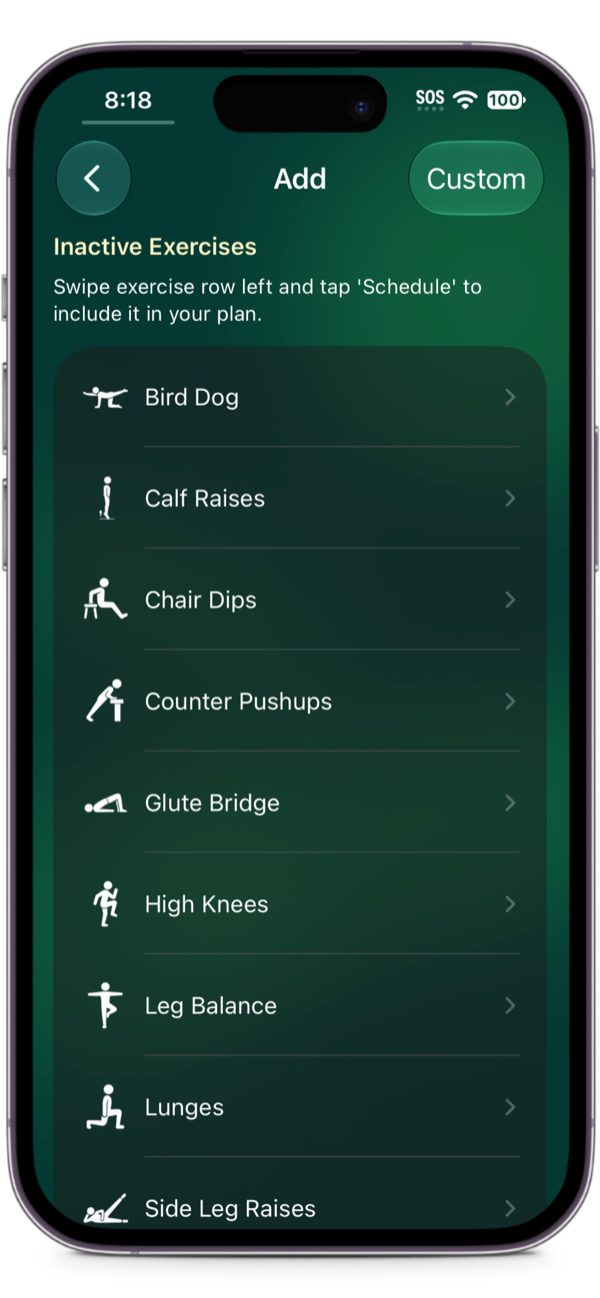 8:18
SOS
100
Add
Custom
Inactive Exercises
Swipe exercise row left and tap 'Schedule' to
include it in your plan.
Bird Dog
Calf Raises
Chair Dips
Counter Pushups
Glute Bridge
High Knees
Leg Balance
Lunges
Side Leg Raises